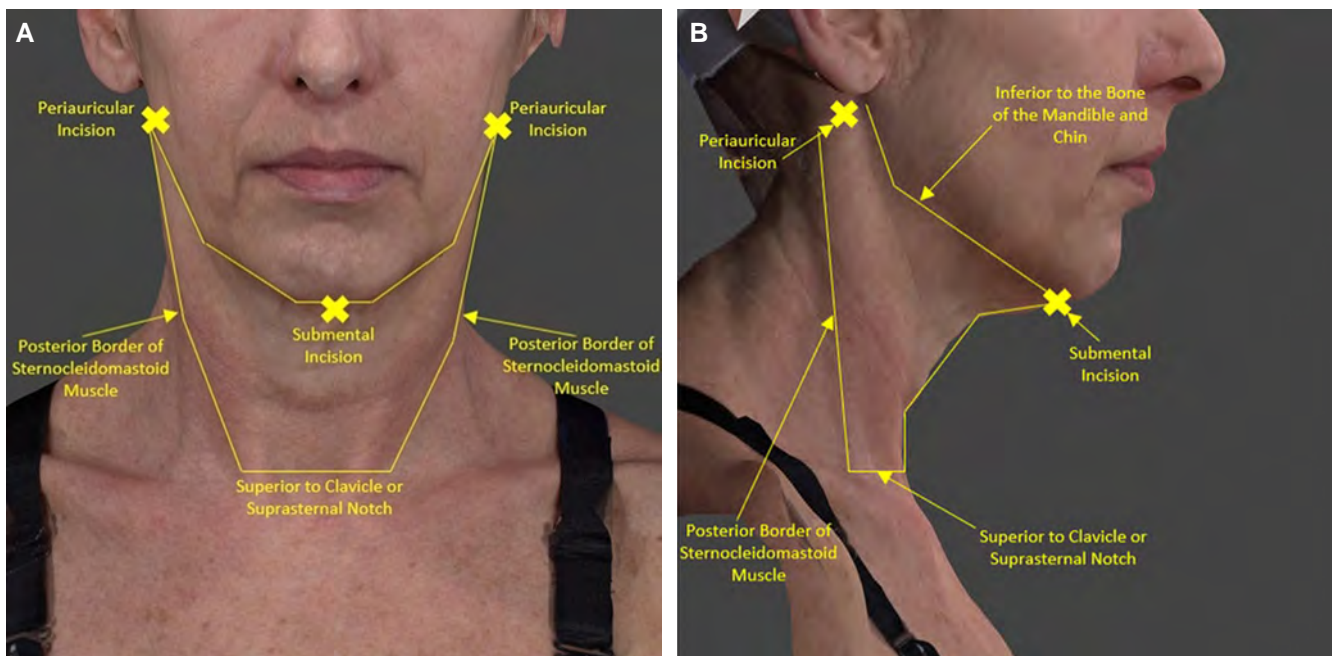 A
Periauricular
Incision
Periauricular
Incision
Submental
Incision
Posterior Border of
Sternocleidomastoid
Muscle
Posterior Border of
Sternocleidomastoid
Muscle
Superior to Clavicle or
Suprasternal Notch
B
Inferior to the Bone
of the Mandible and
Chin
Periauricular
Incision
Submental
Incision
Posterior Border of
Sternocleidomastoid
Muscle
Superior to Clavicle or
Suprasternal Notch